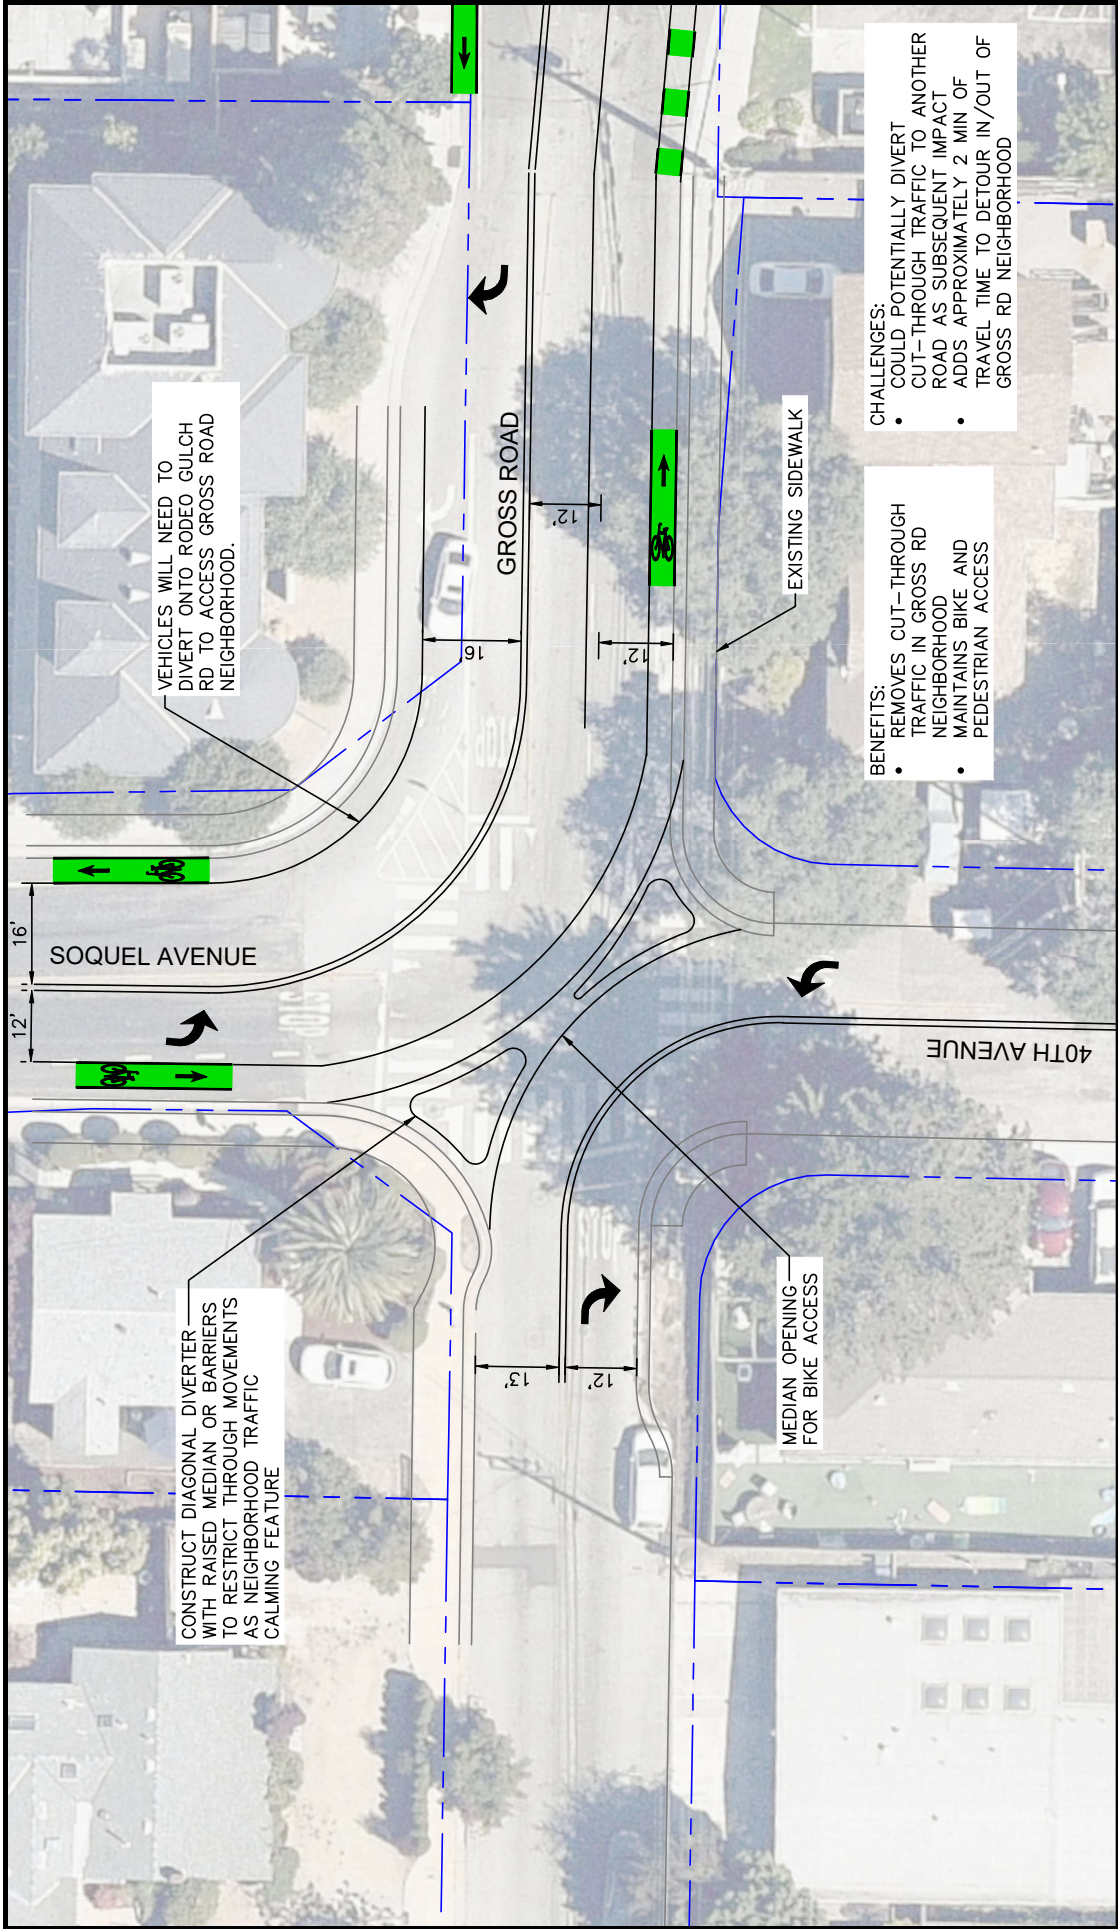 CONSTRUCT DIAGONAL DIVERTER
WITH RAISED MEDIAN OR BARRIERS
TO RESTRICT THROUGH MOVEMENTS
AS NEIGHBORHOOD TRAFFIC
CALMING FEATURE
VEHICLES WILL NEED TO
DIVERT ONTO RODEO GULCH
RD TO ACCESS GROSS ROAD
NEIGHBORHOOD.
12'
16'
SOQUEL AVENUE
STOP
16'
STOP
GROSS ROAD
12'
12'
13'
12'
STOP
MEDIAN OPENING
FOR BIKE ACCESS
40TH AVENUE
EXISTING SIDEWALK
BENEFITS:
• REMOVES CUT-THROUGH
TRAFFIC IN GROSS RD
NEIGHBORHOOD
• MAINTAINS BIKE AND
PEDESTRIAN ACCESS
CHALLENGES:
• COULD POTENTIALLY DIVERT
CUT-THROUGH TRAFFIC TO ANOTHER
ROAD AS SUBSEQUENT IMPACT
• ADDS APPROXIMATELY 2 MIN OF
TRAVEL TIME TO DETOUR IN/OUT OF
GROSS RD NEIGHBORHOOD